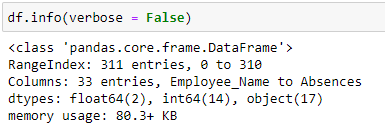 df.info(verbose = False)
<class 'pandas.core.frame.DataFrame'>
RangeIndex: 311 entries, 0 to 310
Columns: 33 entries, Employee_Name to Absences
dtypes: float64(2), int64(14), object(17)
memory usage: 80.3+ KB